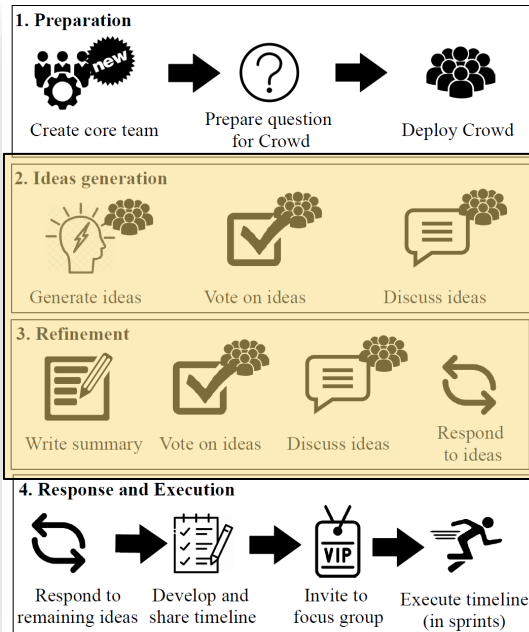 1. Preparation
new
Create core team
Prepare question
for Crowd
Deploy Crowd
2. Ideas generation
Generate ideas
Vote on ideas
Discuss ideas
3. Refinement
Write summary
Vote on ideas
Discuss ideas
Respond
to ideas
4. Response and Execution
VIP
Respond to
remaining ideas
Develop and
share timeline
Invite to
focus group
Execute timeline
(in sprints)